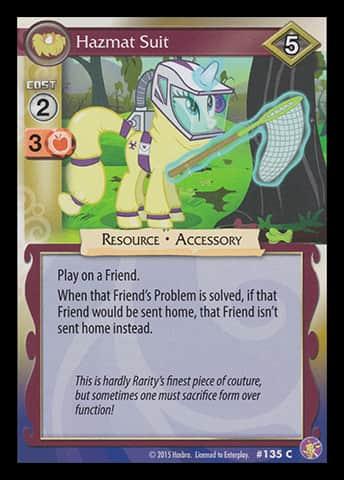 Hazmat Suit
5
COST
2
3
RESOURCE • ACCESSORY
Play on a Friend.
When that Friend's Problem is solved, if that
Friend would be sent home, that Friend isn't
sent home instead.
This is hardly Rarity's finest piece of couture,
but sometimes one must sacrifice form over
function!
© 2015 Hasbro. Licensed to Enterplay. #135 C